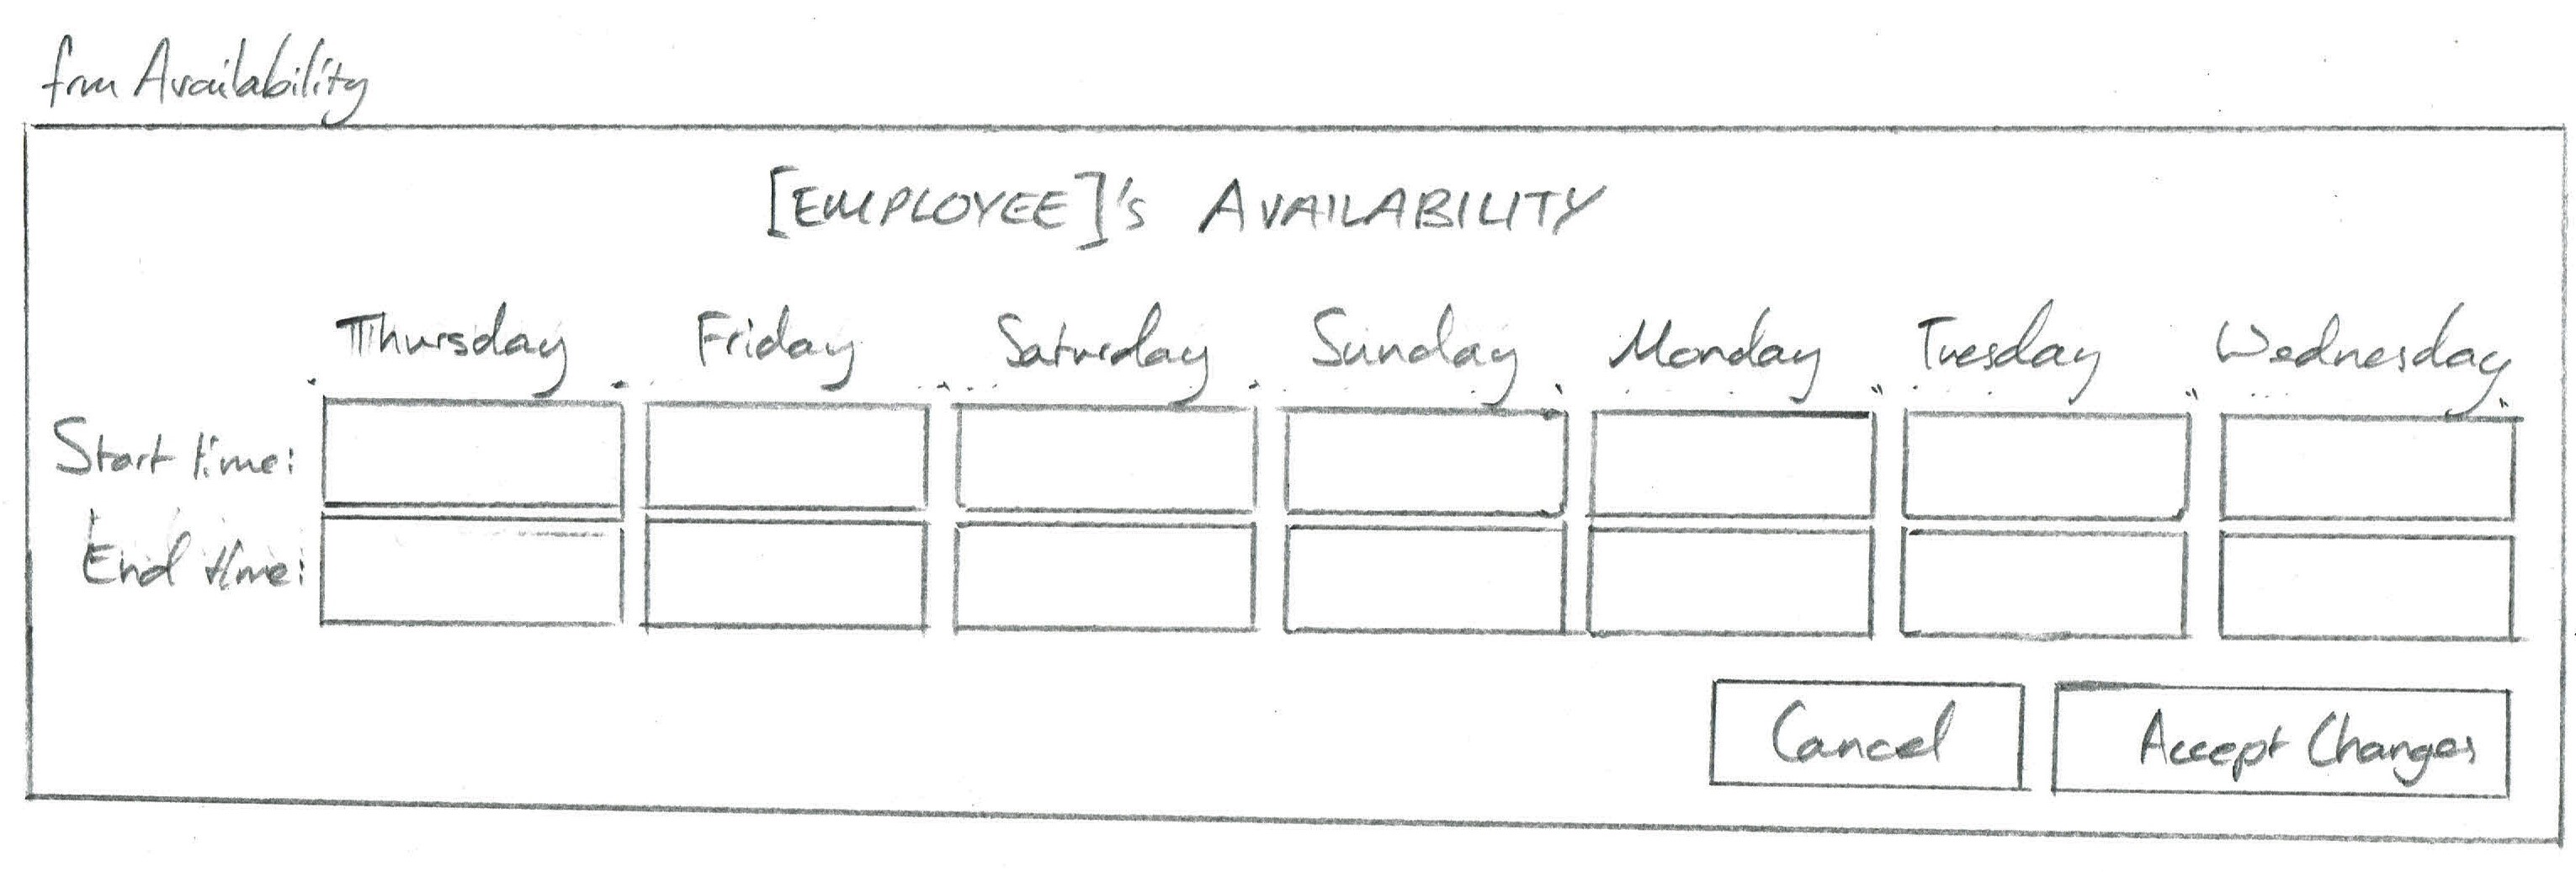 frm Availability
[EMPLOYEE]'s AVAILABILITY
Thursday Friday Saturday Sunday Monday Tuesday Wednesday
Start time:
End time:
Cancel Accept Changes